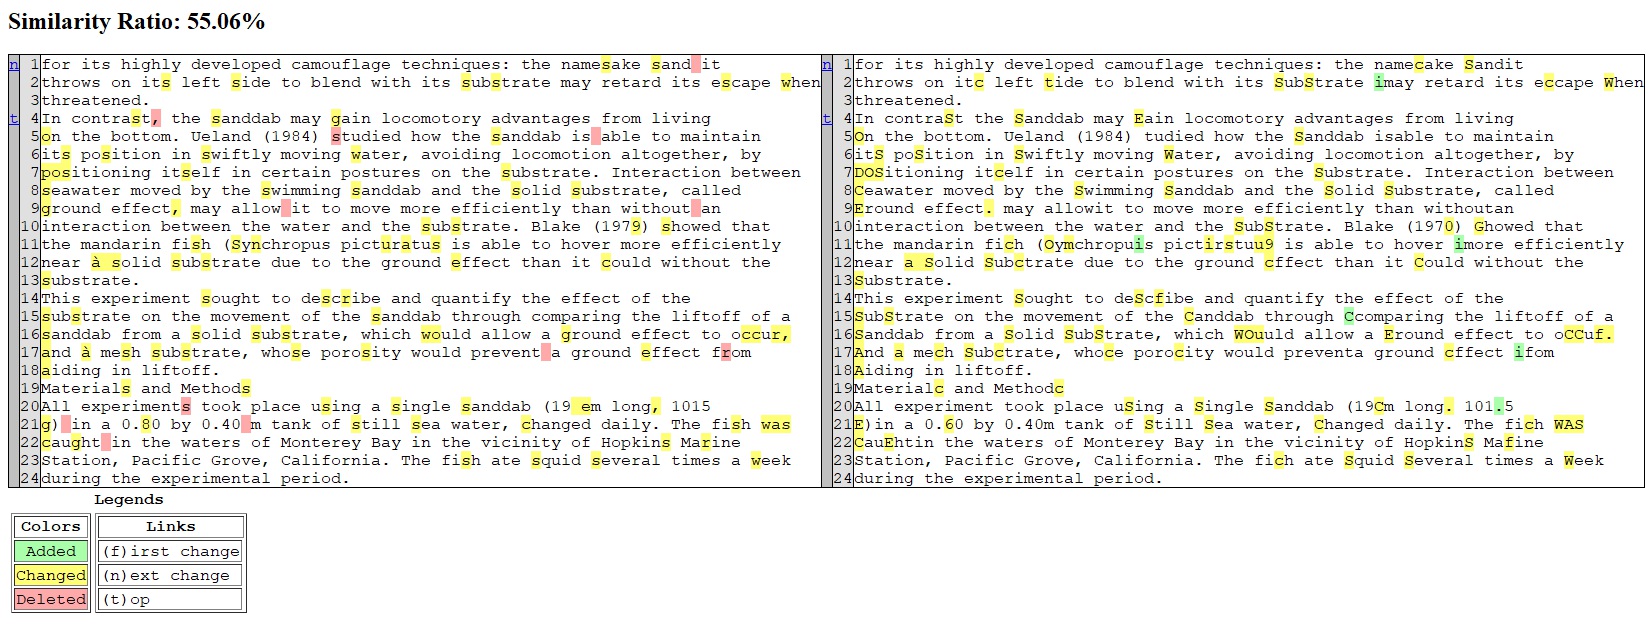 Similarity Ratio: 55.06%
n 1 for its highly developed camouflage techniques: the namesake sand it n 1 for its highly developed camouflage techniques: the namecake Sandit
2 throws on its left side to blend with its substrate may retard its escape when 2 throws on itc left tide to blend with its SubStrate imay retard its eccape When
3 threatened. 3 threatened.
t 4 In contrast, the sanddab may gain locomotory advantages from living t 4 In contraSt the Sanddab may Eain locomotory advantages from living
5 on the bottom. Ueland (1984) studied how the sanddab is able to maintain 5 On the bottom. Ueland (1984) tudied how the Sanddab isable to maintain
6 its position in swiftly moving water, avoiding locomotion altogether, by 6 itS poSition in Swiftly moving Water, avoiding locomotion altogether, by
7 positioning itself in certain postures on the substrate. Interaction between 7 DOSitioning itcelf in certain postures on the Substrate. Interaction between
8 seawater moved by the swimming sanddab and the solid substrate, called 8 Ceawater moved by the Swimming Sanddab and the Solid Substrate, called
9 ground effect, may allow it to move more efficiently than without an 9 Eround effect. may allowit to move more efficiently than withoutan
10 interaction between the water and the substrate. Blake (1979) showed that 10 interaction between the water and the SubStrate. Blake (1970) Ghowed that
11 the mandarin fish (Synchropus picturatus is able to hover more efficiently 11 the mandarin fich (Oymchropuis pictirstuu9 is able to hover imore efficiently
12 near à solid substrate due to the ground effect than it could without the 12 near a Solid Subctrate due to the ground cffect than it Could without the
13 substrate. 13 Substrate.
14 This experiment sought to describe and quantify the effect of the 14 This experiment Sought to deScfibe and quantify the effect of the
15 substrate on the movement of the sanddab through comparing the liftoff of a 15 SubStrate on the movement of the Canddab through Ccomparing the liftoff of a
16 sanddab from a solid substrate, which would allow a ground effect to occur, 16 Sanddab from a Solid SubStrate, which WOuuld allow a Eround effect to oCCuf.
17 and à mesh substrate, whose porosity would prevent a ground effect from 17 And a mech Subctrate, whoce porocity would preventa ground cffect ifom
18 aiding in liftoff. 18 Aiding in liftoff.
19 Materials and Methods 19 Materialc and Methodc
20 All experiments took place using a single sanddab (19 em long, 1015 20 All experiment took place uSing a Single Sanddab (19Cm long. 101.5
21 g) in a 0.80 by 0.40 m tank of still sea water, changed daily. The fish was 21 E)in a 0.60 by 0.40m tank of Still Sea water, Changed daily. The fich WAS
22 caught in the waters of Monterey Bay in the vicinity of Hopkins Marine 22 CauEhtin the waters of Monterey Bay in the vicinity of HopkinS Mafine
23 Station, Pacific Grove, California. The fish ate squid several times a week 23 Station, Pacific Grove, California. The fich ate Squid Several times a Week
24 during the experimental period. 24 during the experimental period.
Legends
Colors Links
Added (f)irst change
Changed (n)ext change
Deleted (t)op